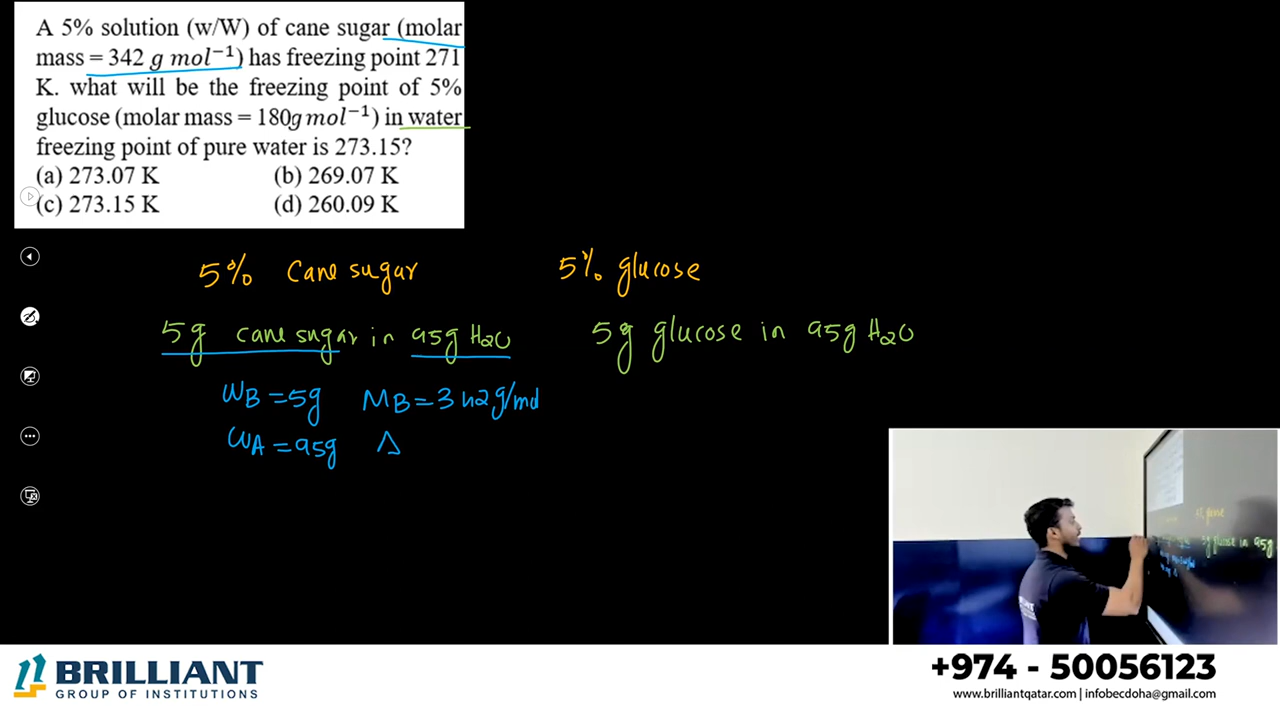 A 5% solution (w/W) of cane sugar (molar
mass = 342 g mol⁻¹) has freezing point 271
K. what will be the freezing point of 5%
glucose (molar mass = 180g mol⁻¹) in water
freezing point of pure water is 273.15?
(a) 273.07 K (b) 269.07 K
(c) 273.15 K (d) 260.09 K
5% Cane sugar 5% glucose
5g cane sugar in 95g H2O 5g glucose in 95g H2O
WB = 5g MB = 342g/mol
WA = 95g Δ
BRILLIANT
GROUP OF INSTITUTIONS
+974 - 50056123
www.brilliantqatar.com | infobecdoha@gmail.com